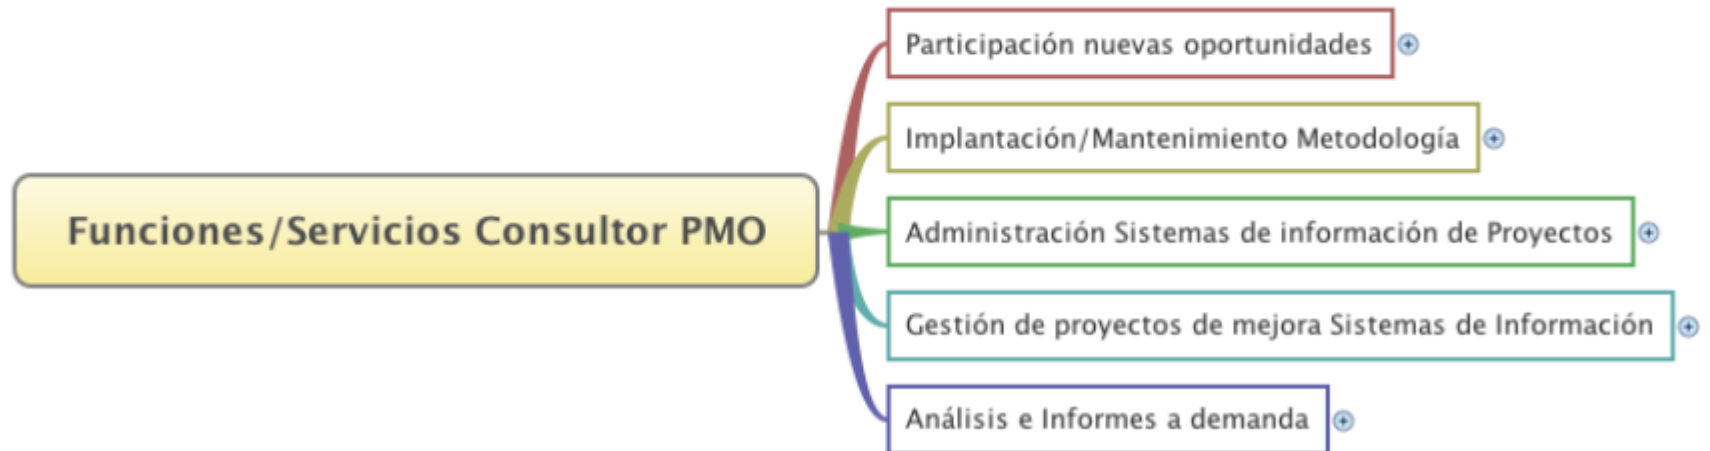 Funciones/Servicios Consultor PMO
Participación nuevas oportunidades
Implantación/Mantenimiento Metodología
Administración Sistemas de información de Proyectos
Gestión de proyectos de mejora Sistemas de Información
Análisis e Informes a demanda